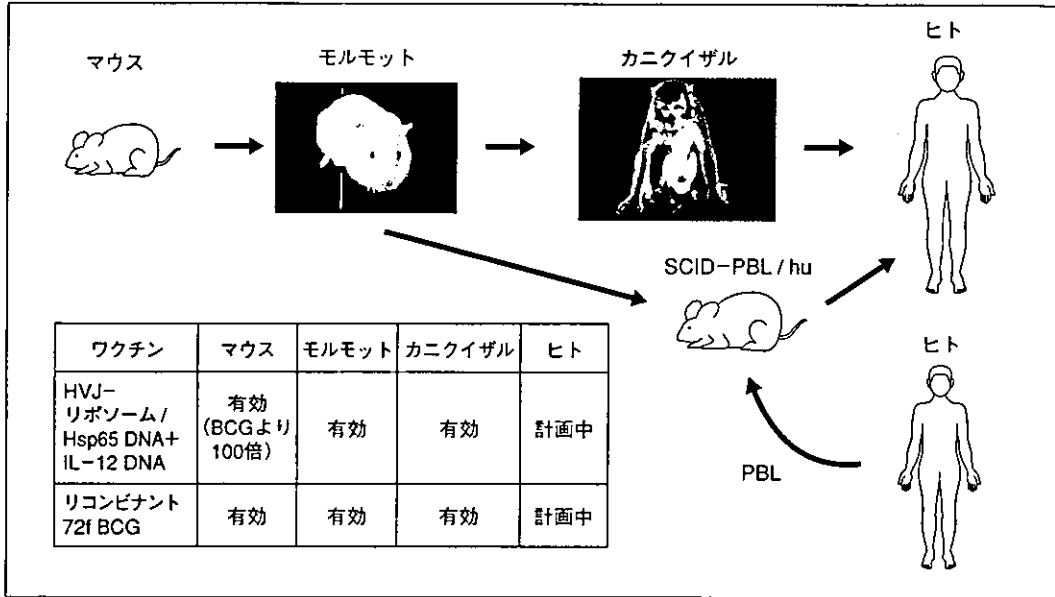 マウス
モルモット
カニクイザル
ヒト
SCID-PBL / hu
ヒト
PBL
ワクチン
マウス
モルモット
カニクイザル
ヒト
HVJ-
リポソーム /
Hsp65 DNA+
IL-12 DNA
有効
(BCGより
100倍)
有効
有効
計画中
リコンビナント
72f BCG
有効
有効
有効
計画中